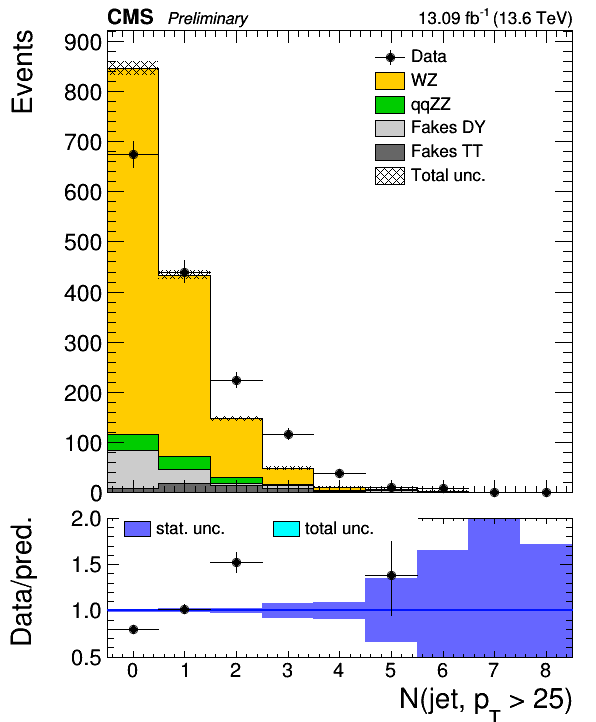 CMS Preliminary 13.09 fb⁻¹ (13.6 TeV)
Events
900
800
700
600
500
400
300
200
100
0
Data
WZ
qqZZ
Fakes DY
Fakes TT
Total unc.
Data/pred.
2.0
1.5
1.0
0.5
stat. unc. total unc.
0 1 2 3 4 5 6 7 8
N(jet, p_T > 25)